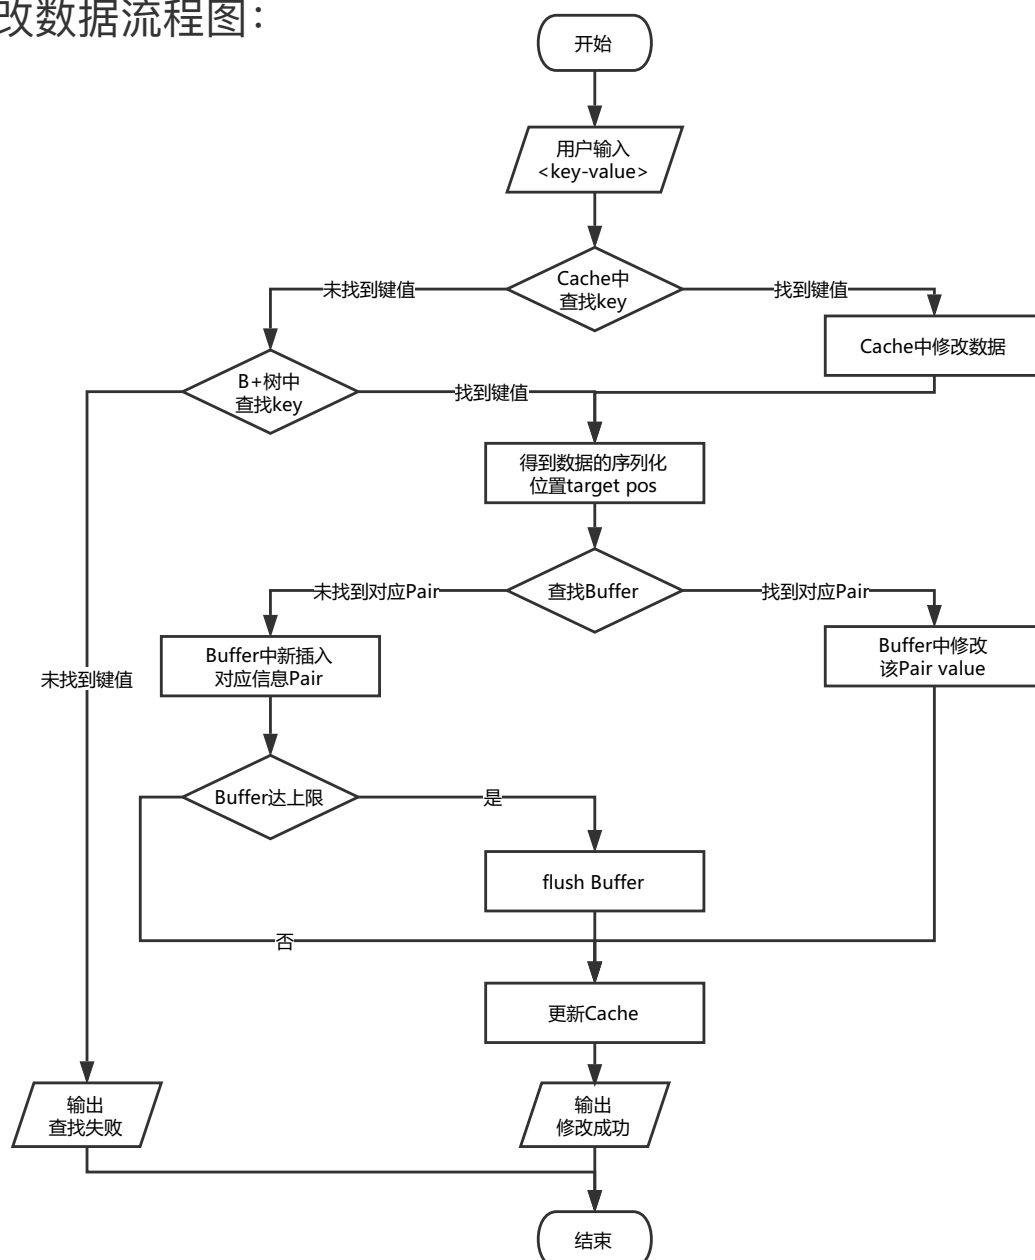 改数据流程图：
开始
用户输入
<key-value>
Cache中
查找key
未找到键值
找到键值
Cache中修改数据
B+树中
查找key
找到键值
得到数据的序列化
位置target pos
查找Buffer
未找到对应Pair
找到对应Pair
Buffer中新插入
对应信息Pair
Buffer中修改
该Pair value
未找到键值
Buffer达上限
是
flush Buffer
否
更新Cache
输出
查找失败
输出
修改成功
结束